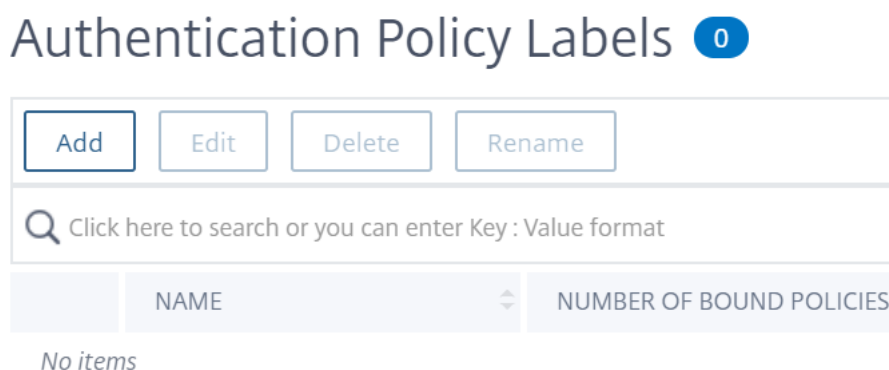 Authentication Policy Labels 0
Add Edit Delete Rename
Click here to search or you can enter Key : Value format
NAME NUMBER OF BOUND POLICIES
No items